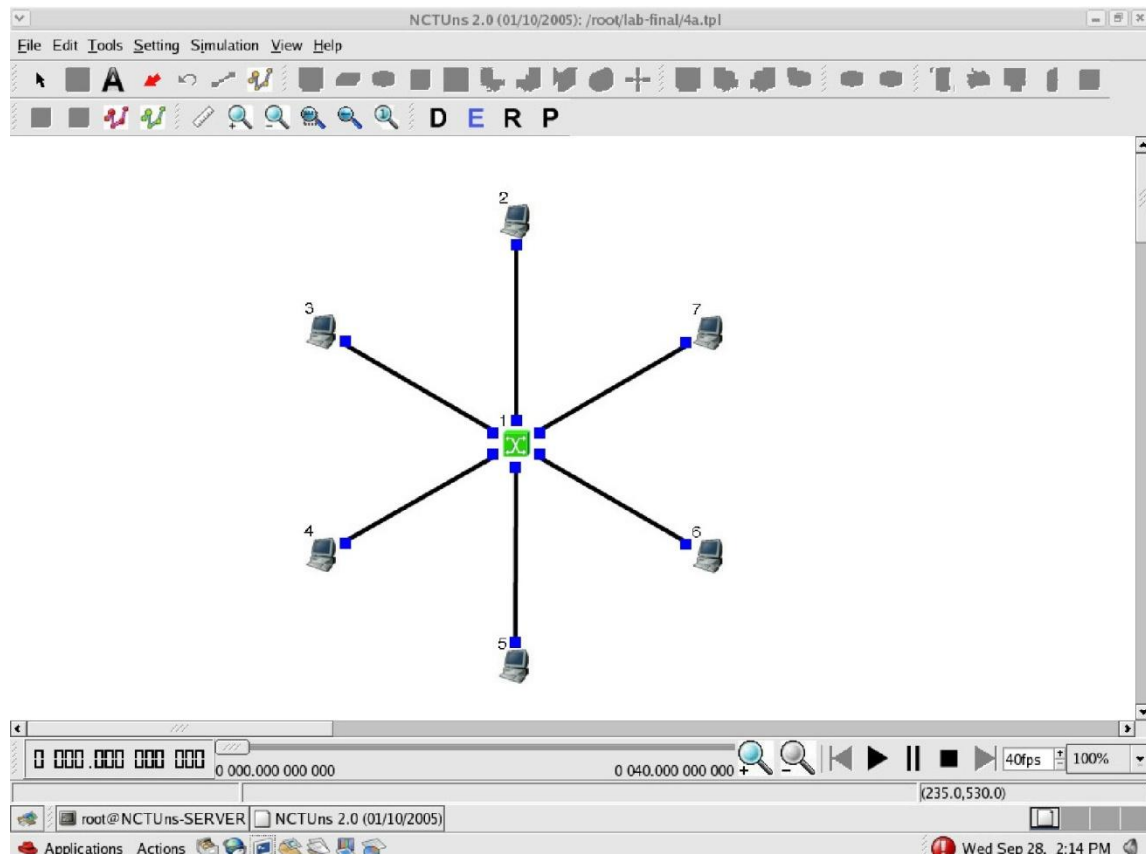 NCTUns 2.0 (01/10/2005): /root/lab-final/4a.tpl
File Edit Tools Setting Simulation View Help
A
D E R P
2
3
7
1
4
6
5
0 000.000 000 000
0 000.000 000 000
0 040.000 000 000
40fps
100%
(235.0,530.0)
root@NCTUns-SERVER
NCTUns 2.0 (01/10/2005)
Applications Actions
Wed Sep 28, 2:14 PM